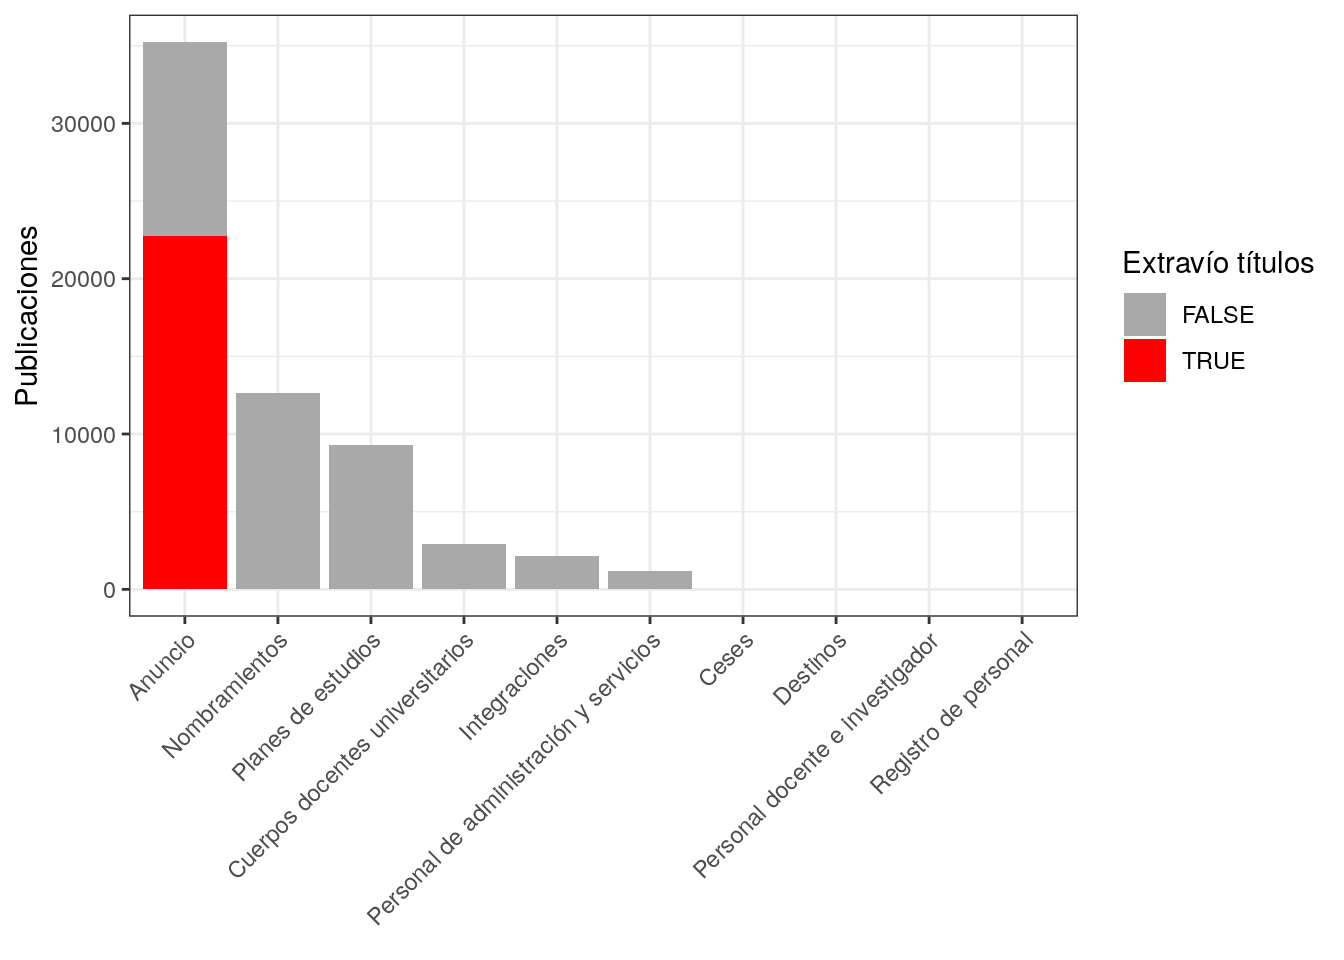 Publicaciones
30000
20000
10000
0
Anuncio
Nombramientos
Planes de estudios
Cuerpos docentes universitarios
Integraciones
Personal de administración y servicios
Ceses
Destinos
Personal docente e investigador
Registro de personal
Extravío títulos
FALSE
TRUE